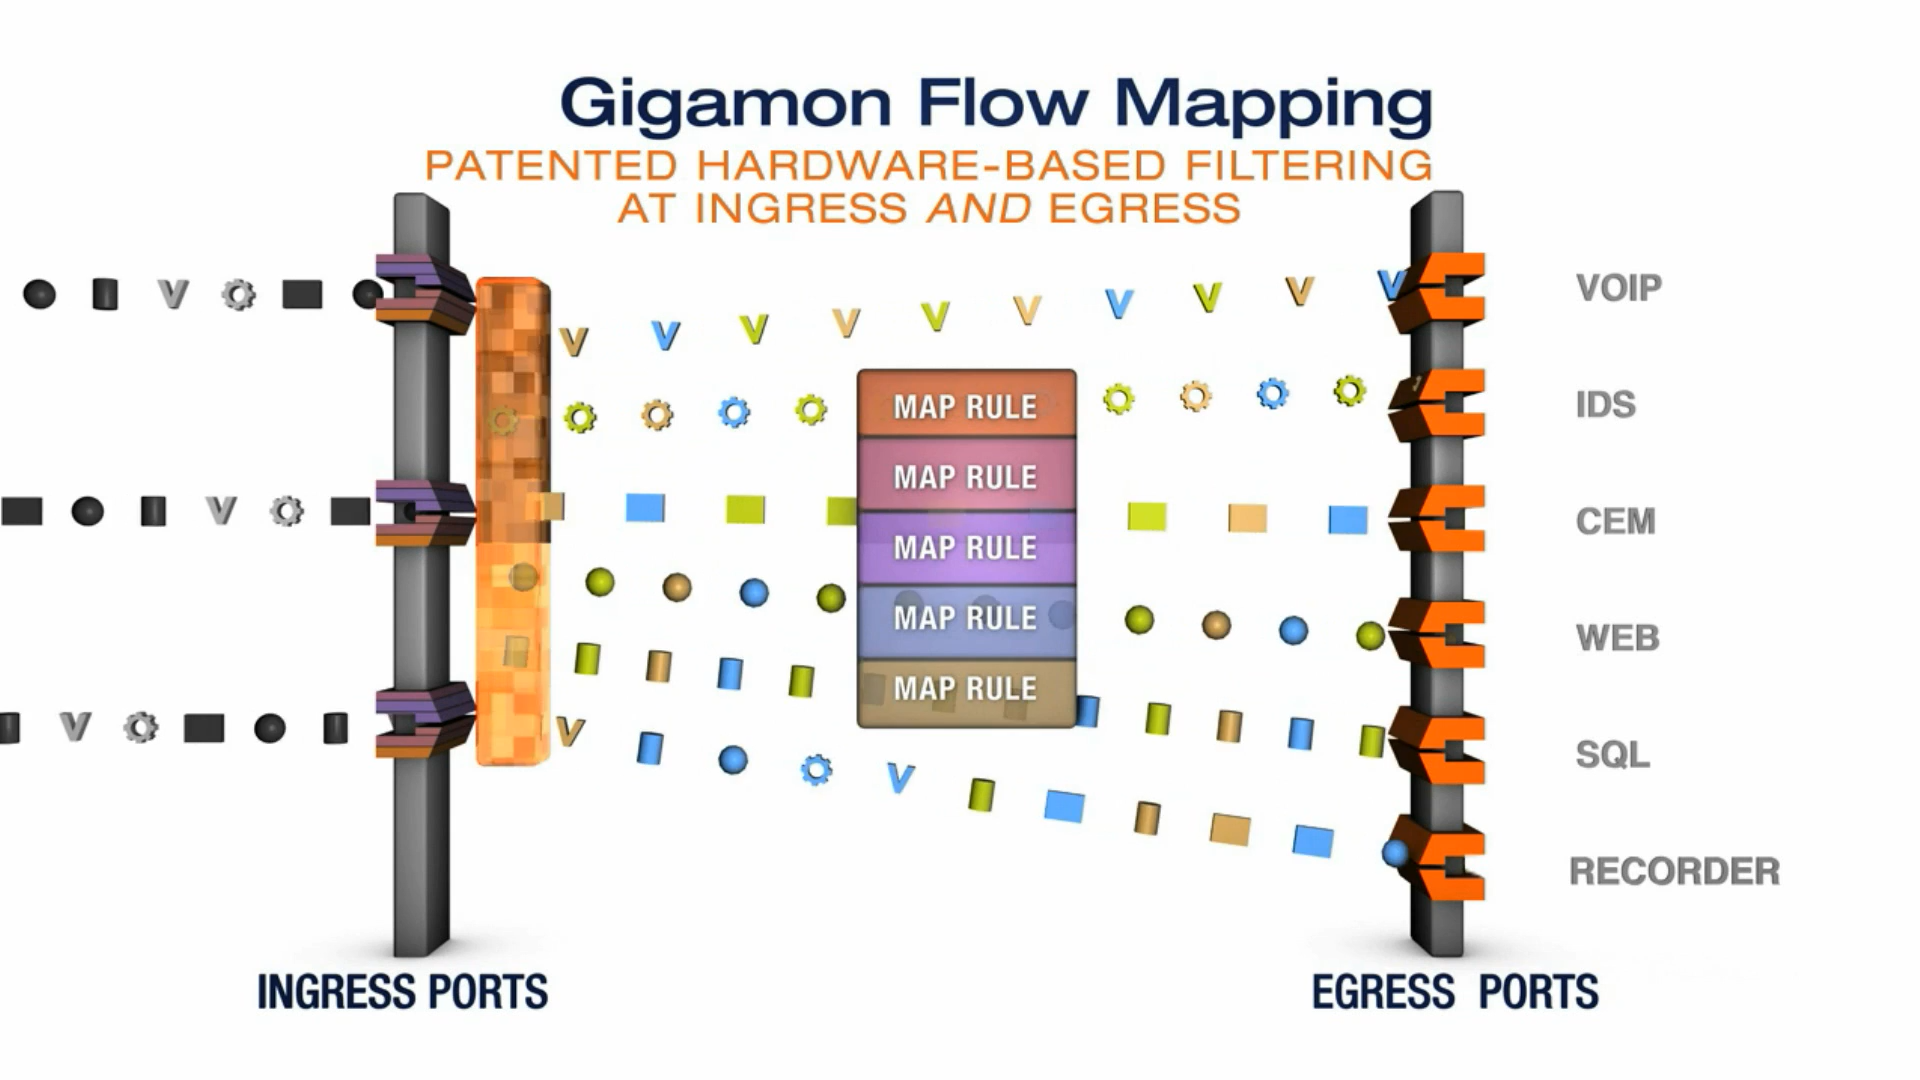 Gigamon Flow Mapping
PATENTED HARDWARE-BASED FILTERING
AT INGRESS AND EGRESS
VOIP
IDS
CEM
WEB
SQL
RECORDER
MAP RULE
MAP RULE
MAP RULE
MAP RULE
MAP RULE
INGRESS PORTS
EGRESS PORTS